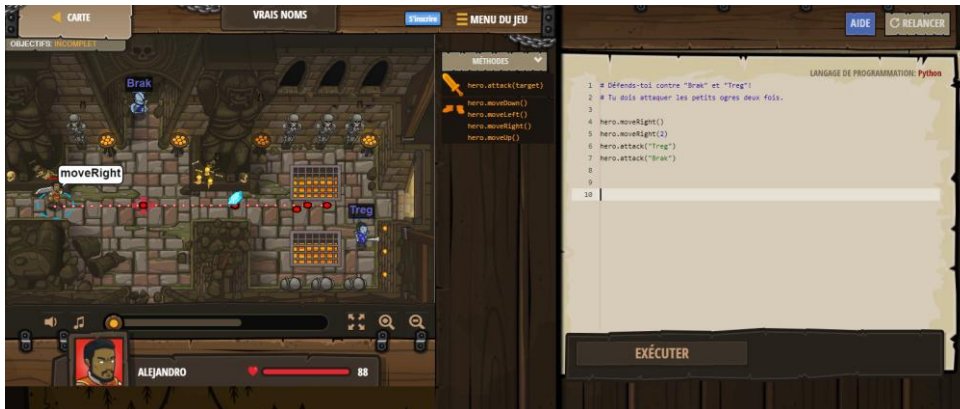 CARTE
VRAIS NOMS
S'inscrire
MENU DU JEU
AIDE
RELANCER
OBJECTIFS: INCOMPLET
MÉTHODES
hero.attack(target)
hero.moveDown()
hero.moveLeft()
hero.moveRight()
hero.moveUp()
Brak
moveRight
Treg
ALEJANDRO
88
LANGAGE DE PROGRAMMATION: Python
1 # Défends-toi contre "Brak" et "Treg"!
2 # Tu dois attaquer les petits ogres deux fois.
3
4 hero.moveRight()
5 hero.moveRight(2)
6 hero.attack("Treg")
7 hero.attack("Brak")
8
9
10
EXÉCUTER